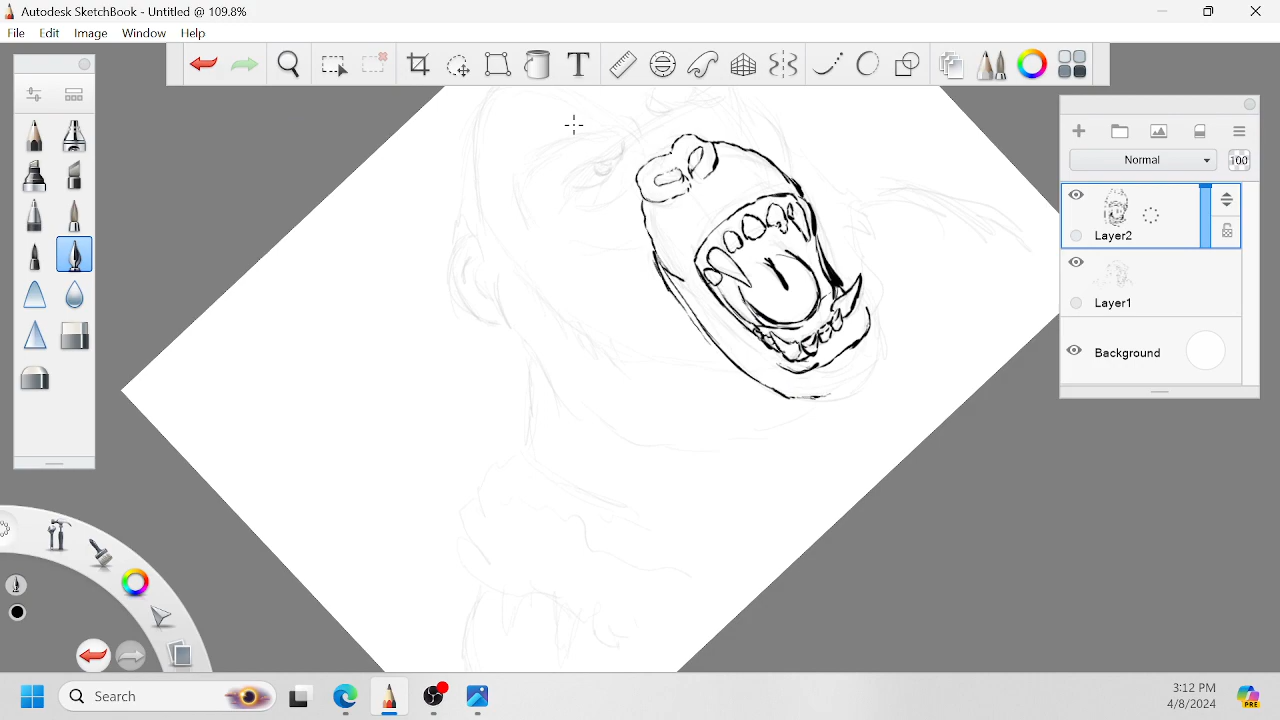 Autodesk SketchBook - Untitled @ 109.8%
File Edit Image Window Help
Normal
100
Layer2
Layer1
Background
Search
3:12 PM
4/8/2024
PRE